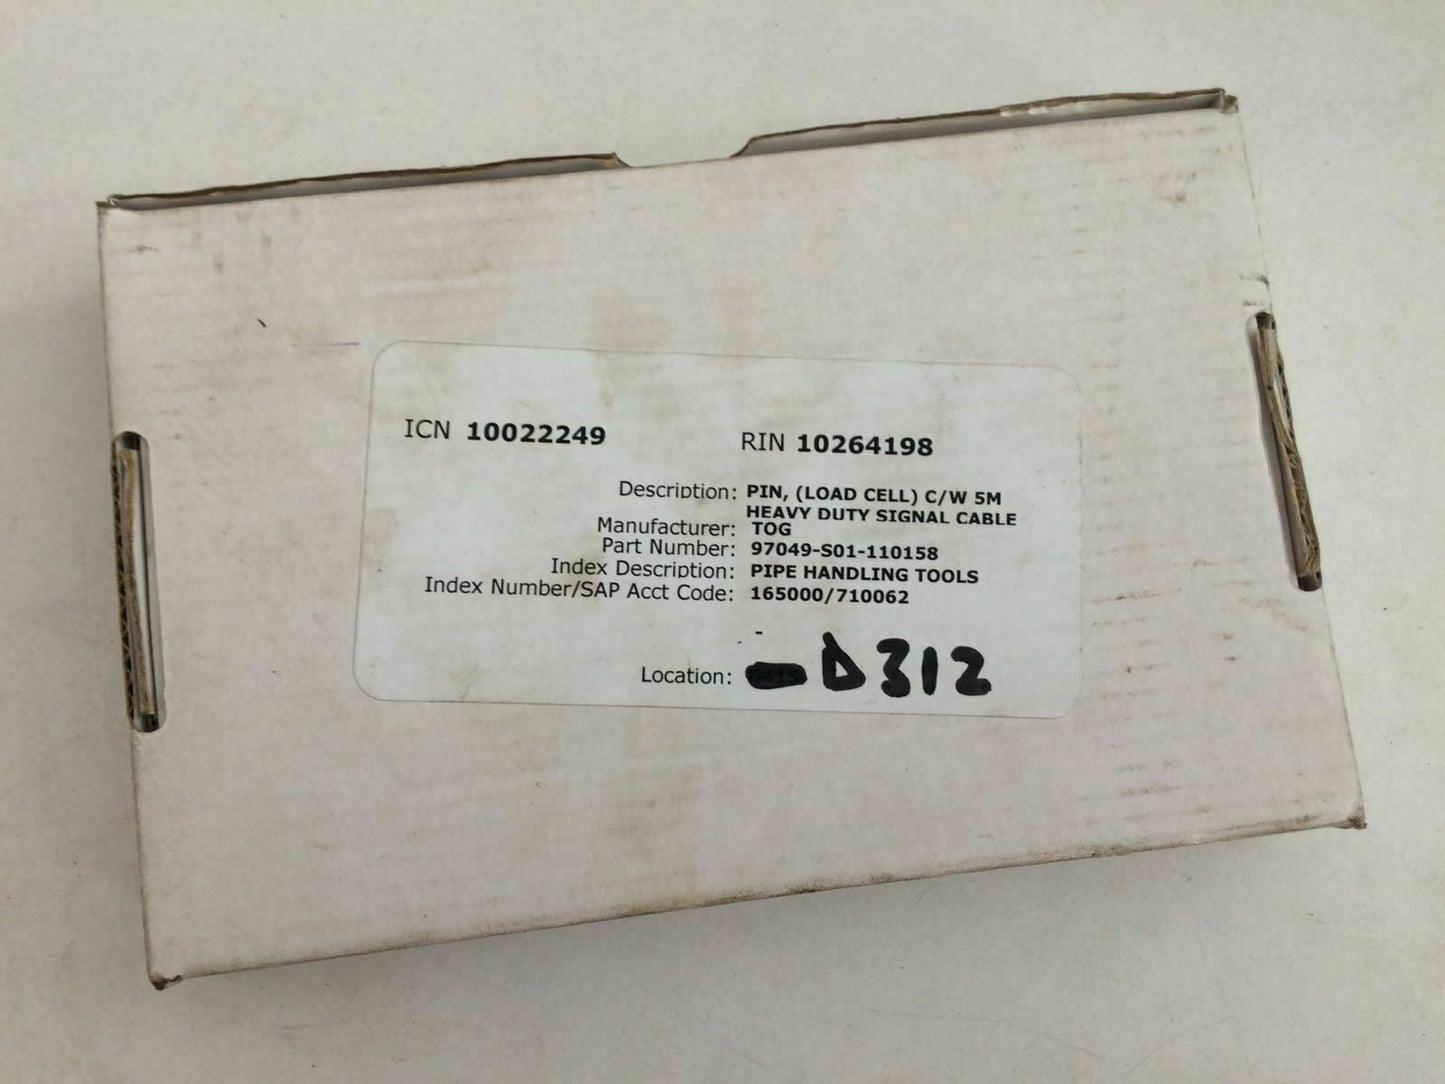 ICN 10022249 RIN 10264198
Description: PIN, (LOAD CELL) C/W 5M
HEAVY DUTY SIGNAL CABLE
Manufacturer: TOG
Part Number: 97049-S01-110158
Index Description: PIPE HANDLING TOOLS
Index Number/SAP Acct Code: 165000/710062
Location: D312